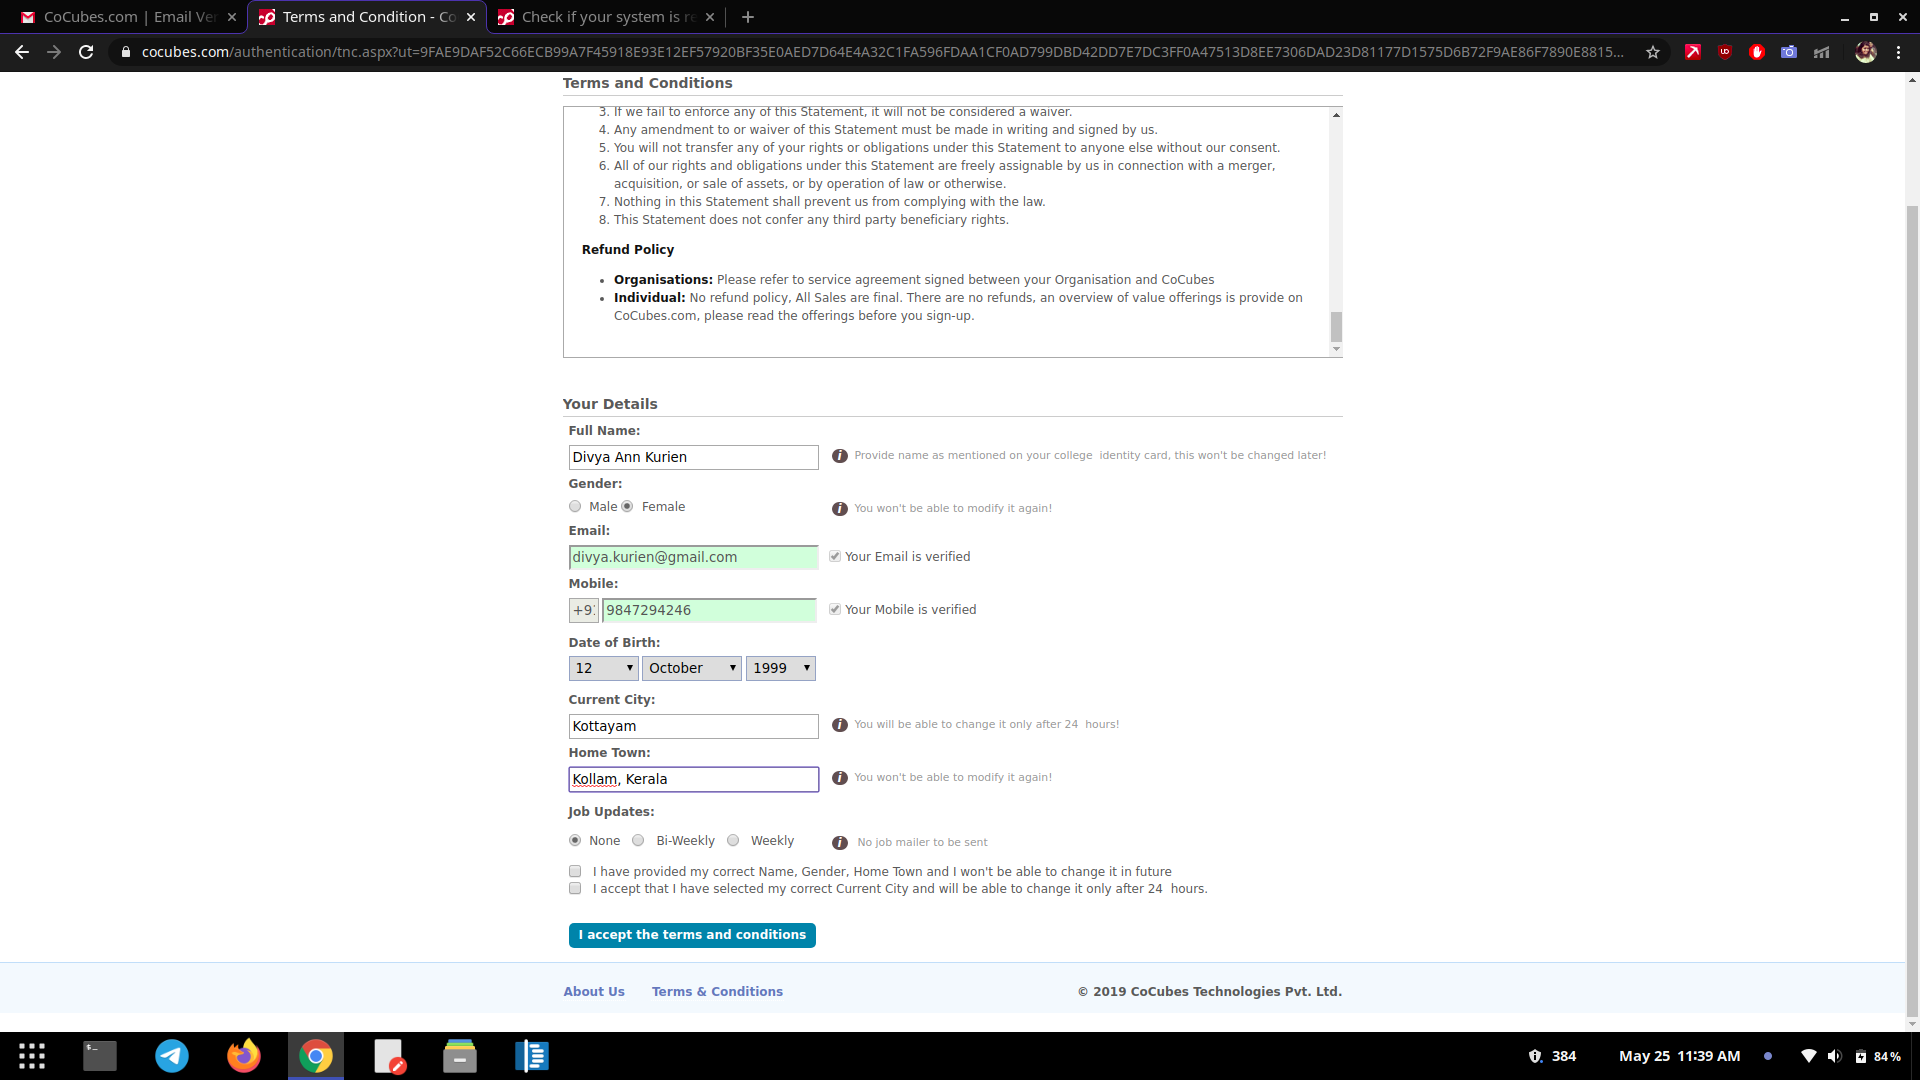 CoCubes.com | Email Ver
Terms and Condition - Co
Check if your system is re
cocubes.com/authentication/tnc.aspx?ut=9FAE9DAF52C66ECB99A7F45918E93E12EF57920BF35E0AED7D64E4A32C1FA596FDAA1CF0AD799DBD42DD7E7DC3FF0A47513D8EE7306DAD23D81177D1575D6B72F9AE86F7890E8815...
Terms and Conditions
3. If we fail to enforce any of this Statement, it will not be considered a waiver.
4. Any amendment to or waiver of this Statement must be made in writing and signed by us.
5. You will not transfer any of your rights or obligations under this Statement to anyone else without our consent.
6. All of our rights and obligations under this Statement are freely assignable by us in connection with a merger,
acquisition, or sale of assets, or by operation of law or otherwise.
7. Nothing in this Statement shall prevent us from complying with the law.
8. This Statement does not confer any third party beneficiary rights.
Refund Policy
• Organisations: Please refer to service agreement signed between your Organisation and CoCubes
• Individual: No refund policy, All Sales are final. There are no refunds, an overview of value offerings is provide on
CoCubes.com, please read the offerings before you sign-up.
Your Details
Full Name:
Divya Ann Kurien
Provide name as mentioned on your college identity card, this won't be changed later!
Gender:
Male Female
You won't be able to modify it again!
Email:
divya.kurien@gmail.com
Your Email is verified
Mobile:
+91 9847294246
Your Mobile is verified
Date of Birth:
12 October 1999
Current City:
Kottayam
You will be able to change it only after 24 hours!
Home Town:
Kollam, Kerala
You won't be able to modify it again!
Job Updates:
None Bi-Weekly Weekly
No job mailer to be sent
I have provided my correct Name, Gender, Home Town and I won't be able to change it in future
I accept that I have selected my correct Current City and will be able to change it only after 24 hours.
I accept the terms and conditions
About Us Terms & Conditions
© 2019 CoCubes Technologies Pvt. Ltd.
384 May 25 11:39 AM 84%